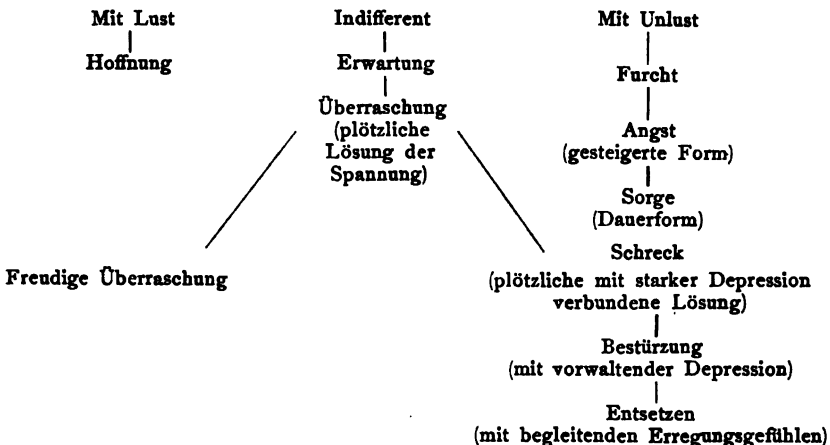 Mit Lust Indifferent Mit Unlust
Hoffnung Erwartung Furcht
Überraschung
(plötzliche
Lösung der
Spannung)
Angst
(gesteigerte Form)
Sorge
(Dauerform)
Freudige Überraschung
Schreck
(plötzliche mit starker Depression
verbundene Lösung)
Bestürzung
(mit vorwaltender Depression)
Entsetzen
(mit begleitenden Erregungsgefühlen)